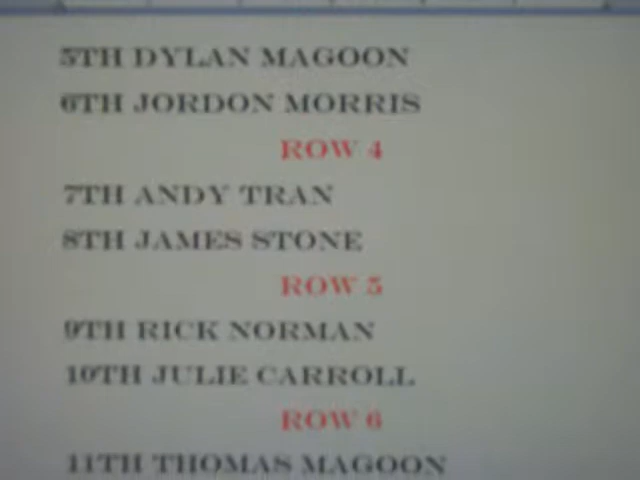 5TH DYLAN MAGOON
6TH JORDON MORRIS
ROW 4
7TH ANDY TRAN
8TH JAMES STONE
ROW 5
9TH RICK NORMAN
10TH JULIE CARROLL
ROW 6
11TH THOMAS MAGOON